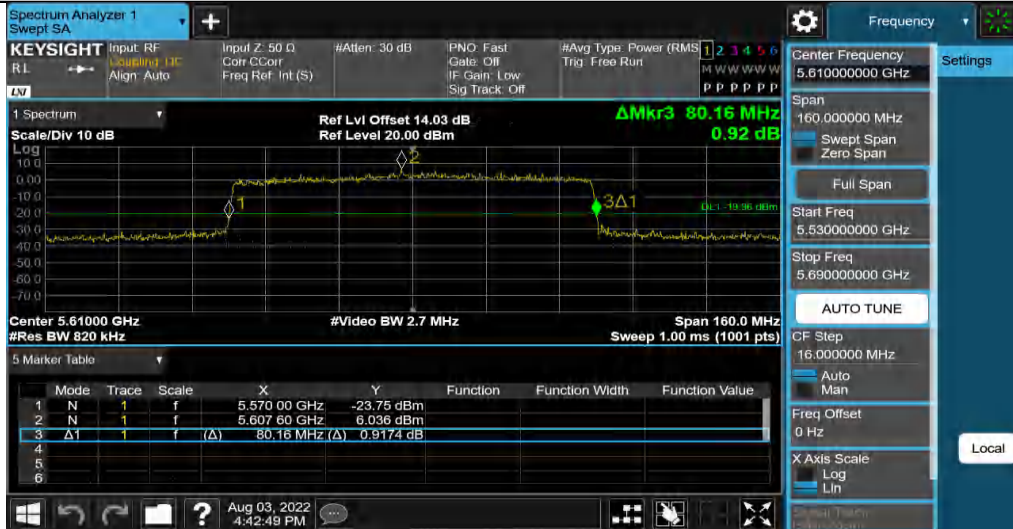 Spectrum Analyzer 1
Swept SA
+
Frequency
KEYSIGHT
RL
LXI
Input: RF
Coupling: DC
Align: Auto
Input Z: 50 Ω
Corr CCorr
Freq Ref: Int (S)
#Atten: 30 dB
PNO: Fast
Gate: Off
IF Gain: Low
Sig Track: Off
#Avg Type: Power (RMS
Trig: Free Run
1 2 3 4 5 6
M W W W W W
P P P P P P
Center Frequency
5.610000000 GHz
Settings
Span
160.000000 MHz
Swept Span
Zero Span
Full Span
Start Freq
5.530000000 GHz
Stop Freq
5.690000000 GHz
AUTO TUNE
CF Step
16.000000 MHz
Auto
Man
Freq Offset
0 Hz
X Axis Scale
Log
Lin
Local
1 Spectrum
Scale/Div 10 dB
Ref Lvl Offset 14.03 dB
Ref Level 20.00 dBm
ΔMkr3 80.16 MHz
0.92 dB
Log
10.0
0.00
-10.0
-20.0
-30.0
-40.0
-50.0
-60.0
-70.0
2
1
3Δ1
DL1 -19.96 dBm
Center 5.61000 GHz
#Res BW 820 kHz
#Video BW 2.7 MHz
Span 160.0 MHz
Sweep 1.00 ms (1001 pts)
5 Marker Table
Mode Trace Scale X Y Function Function Width Function Value
1 N 1 f 5.570 00 GHz -23.75 dBm
2 N 1 f 5.607 60 GHz 6.036 dBm
3 Δ1 1 f (Δ) 80.16 MHz (Δ) 0.9174 dB
4
5
6
?
Aug 03, 2022
4:42:49 PM